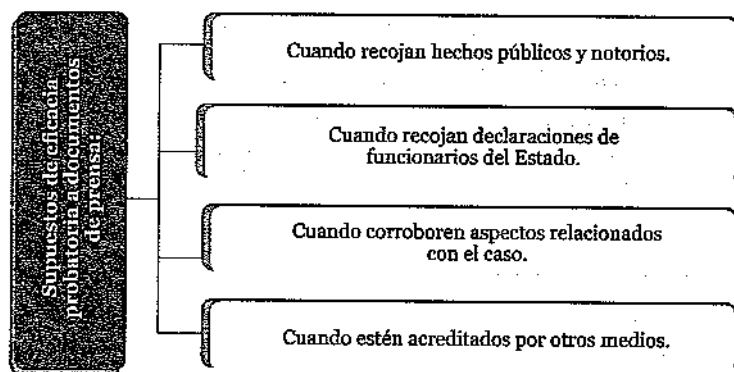 Supuestos de eficacia
probatoria a documentos
de prensa:
Cuando recojan hechos públicos y notorios.
Cuando recojan declaraciones de
funcionarios del Estado.
Cuando corroboren aspectos relacionados
con el caso.
Cuando estén acreditados por otros medios.